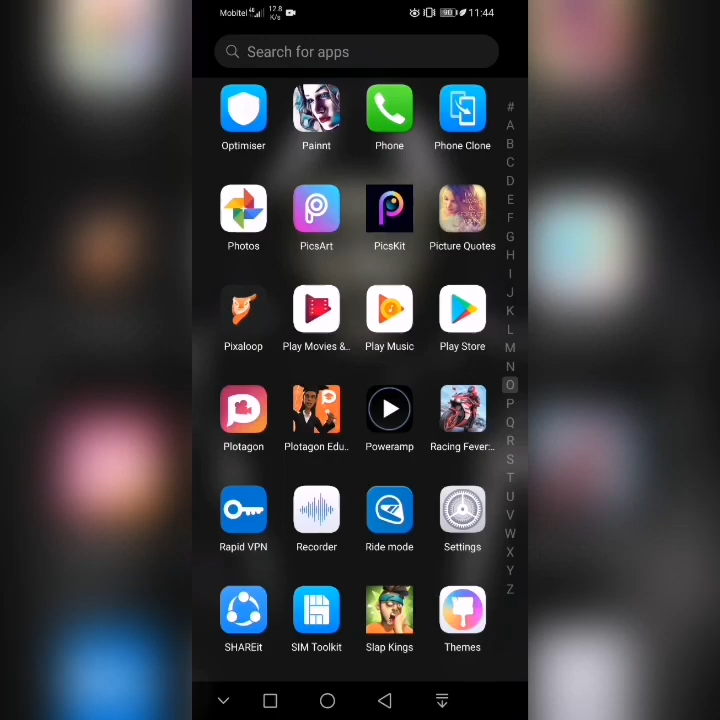 Mobitel 4G 12.8 K/s 90 11:44
Search for apps
Optimiser Painnt Phone Phone Clone
Photos PicsArt PicsKit Picture Quotes
Pixaloop Play Movies &.. Play Music Play Store
Plotagon Plotagon Edu.. Poweramp Racing Fever:..
Rapid VPN Recorder Ride mode Settings
SHAREit SIM Toolkit Slap Kings Themes
#
A
B
C
D
E
F
G
H
I
J
K
L
M
N
O
P
Q
R
S
T
U
V
W
X
Y
Z